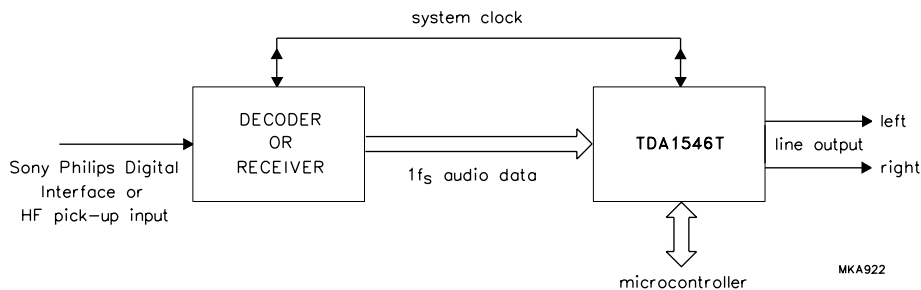 system clock
DECODER
OR
RECEIVER
TDA1546T
left
line output
right
Sony Philips Digital
Interface or
HF pick-up input
1fs audio data
microcontroller
MKA922